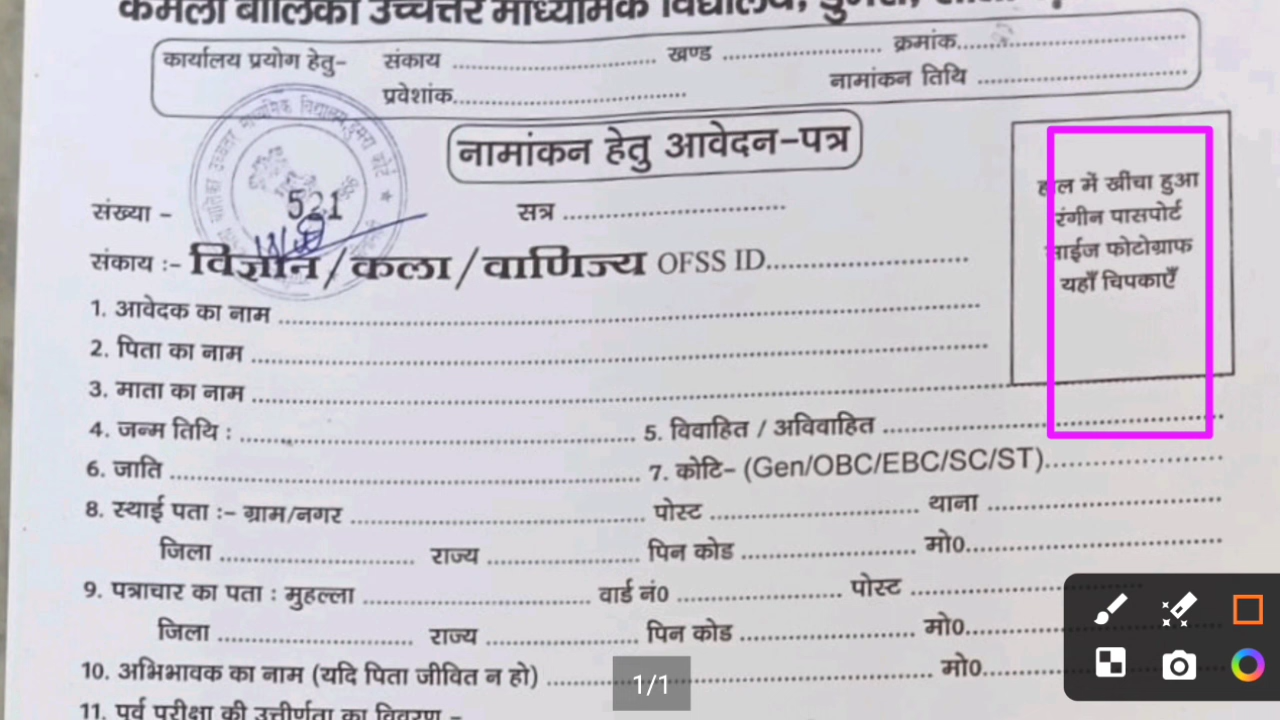 कमला बालिका उच्चत्तर माध्यमिक विद्यालय, डुमरा,
कार्यालय प्रयोग हेतु- संकाय ........ खण्ड ........ क्रमांक........
प्रवेशांक........ नामांकन तिथि ........
नामांकन हेतु आवेदन-पत्र
हाल में खींचा हुआ
रंगीन पासपोर्ट
साईज फोटोग्राफ
यहाँ चिपकाएँ
संख्या - 521 सत्र ........
संकाय :- विज्ञान/कला/वाणिज्य OFSS ID........
1. आवेदक का नाम ........
2. पिता का नाम ........
3. माता का नाम ........
4. जन्म तिथि : ........ 5. विवाहित / अविवाहित ........
6. जाति ........ 7. कोटि- (Gen/OBC/EBC/SC/ST)........
8. स्थाई पता :- ग्राम/नगर ........ पोस्ट ........ थाना ........
जिला ........ राज्य ........ पिन कोड ........ मो0........
9. पत्राचार का पता : मुहल्ला ........ वार्ड नं0 ........ पोस्ट ........
जिला ........ राज्य ........ पिन कोड ........ मो0........
10. अभिभावक का नाम (यदि पिता जीवित न हो) ........ मो0........
11. पूर्व परीक्षा की उत्तीर्णता का विवरण -
1/1